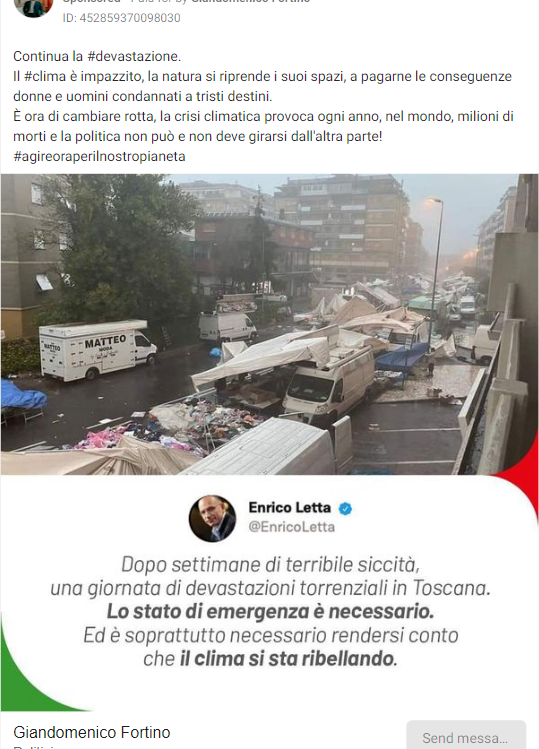 Sponsored · Paid for by Giandomenico Fortino
ID: 452859370098030
Continua la #devastazione.
Il #clima è impazzito, la natura si riprende i suoi spazi, a pagarne le conseguenze
donne e uomini condannati a tristi destini.
È ora di cambiare rotta, la crisi climatica provoca ogni anno, nel mondo, milioni di
morti e la politica non può e non deve girarsi dall'altra parte!
#agireoraperilnostropianeta
MATTEO
MODA
MATTEO
Enrico Letta
@EnricoLetta
Dopo settimane di terribile siccità,
una giornata di devastazioni torrenziali in Toscana.
Lo stato di emergenza è necessario.
Ed è soprattutto necessario rendersi conto
che il clima si sta ribellando.
Giandomenico Fortino
Send messa...